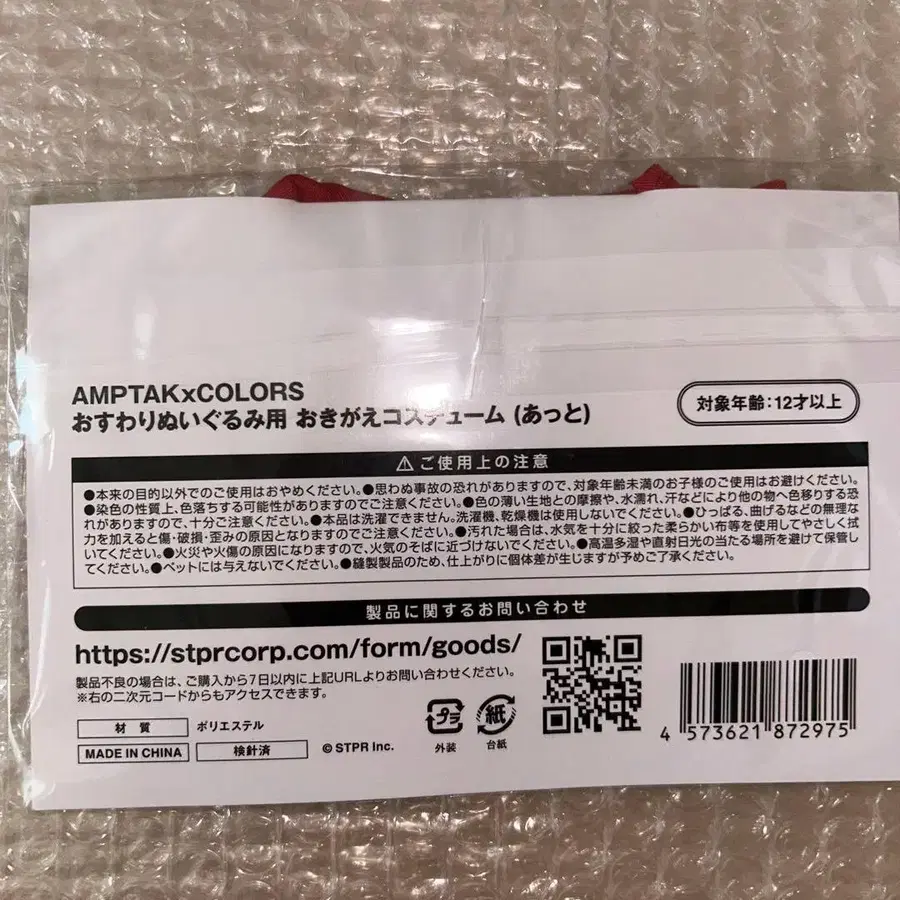 AMPTAKxCOLORS
おすわりぬいぐるみ用 おきがえコスチューム (あっと)
対象年齢:12才以上
⚠ご使用上の注意
●本来の目的以外でのご使用はおやめください。●思わぬ事故の恐れがありますので、対象年齢未満のお子様のご使用はお避けください。
●染色の性質上、色落ちする可能性がありますのでご注意ください。●色の薄い生地との摩擦や、水濡れ、汗などにより他の物へ色移りする恐
れがありますので、十分ご注意ください。●本品は洗濯できません。洗濯機、乾燥機は使用しないでください。●ひっぱる、曲げるなどの無理な
力を加えると傷・破損・歪みの原因となりますのでご注意ください。●汚れた場合は、水気を十分に絞った柔らかい布等を使用してやさしく拭
いてください。●火災や火傷の原因になりますので、火気のそばに近づけないでください。●高温多湿や直射日光の当たる場所を避けて保管し
てください。●ペットには与えないでください。●縫製製品のため、仕上がりに個体差が生じますが予めご了承ください。
製品に関するお問い合わせ
https://stprcorp.com/form/goods/
製品不良の場合は、ご購入から7日以内に上記URLよりお問い合わせください。
※右の二次元コードからもアクセスできます。
材質 ポリエステル
MADE IN CHINA 検針済 © STPR Inc.
プラ 紙
外装 台紙
4 573621 872975